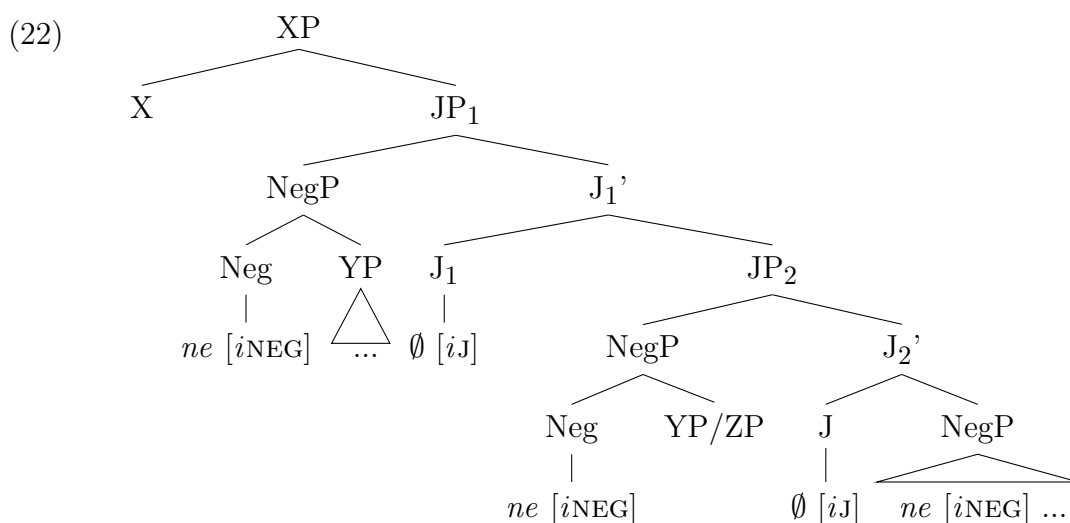 (22) XP
X JP₁
NegP J₁’
Neg YP J₁ JP₂
ne [iNEG] ... ∅ [iJ] NegP J₂’
Neg YP/ZP J NegP
ne [iNEG] ∅ [iJ] ne [iNEG] ...